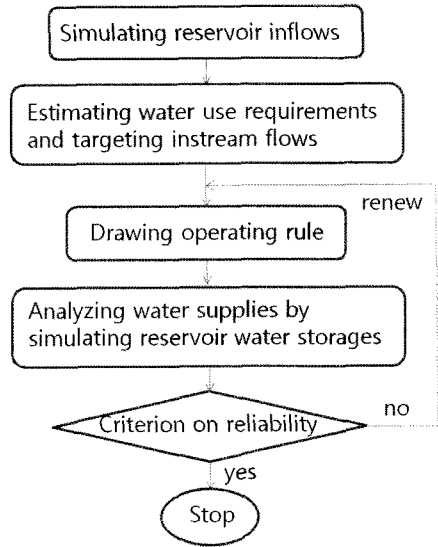 Simulating reservoir inflows
Estimating water use requirements
and targeting instream flows
renew
Drawing operating rule
Analyzing water supplies by
simulating reservoir water storages
Criterion on reliability
no
yes
Stop